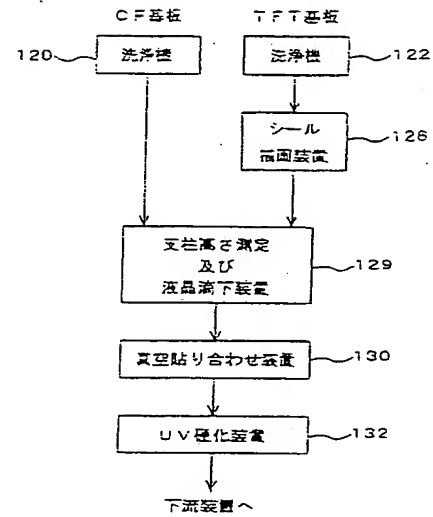 CF基板 TFT基板
120 洗浄機 洗浄機 122
シール
描画装置 126
支柱高さ測定
及び
液晶滴下装置 129
真空貼り合わせ装置 130
UV硬化装置 132
下流装置へ